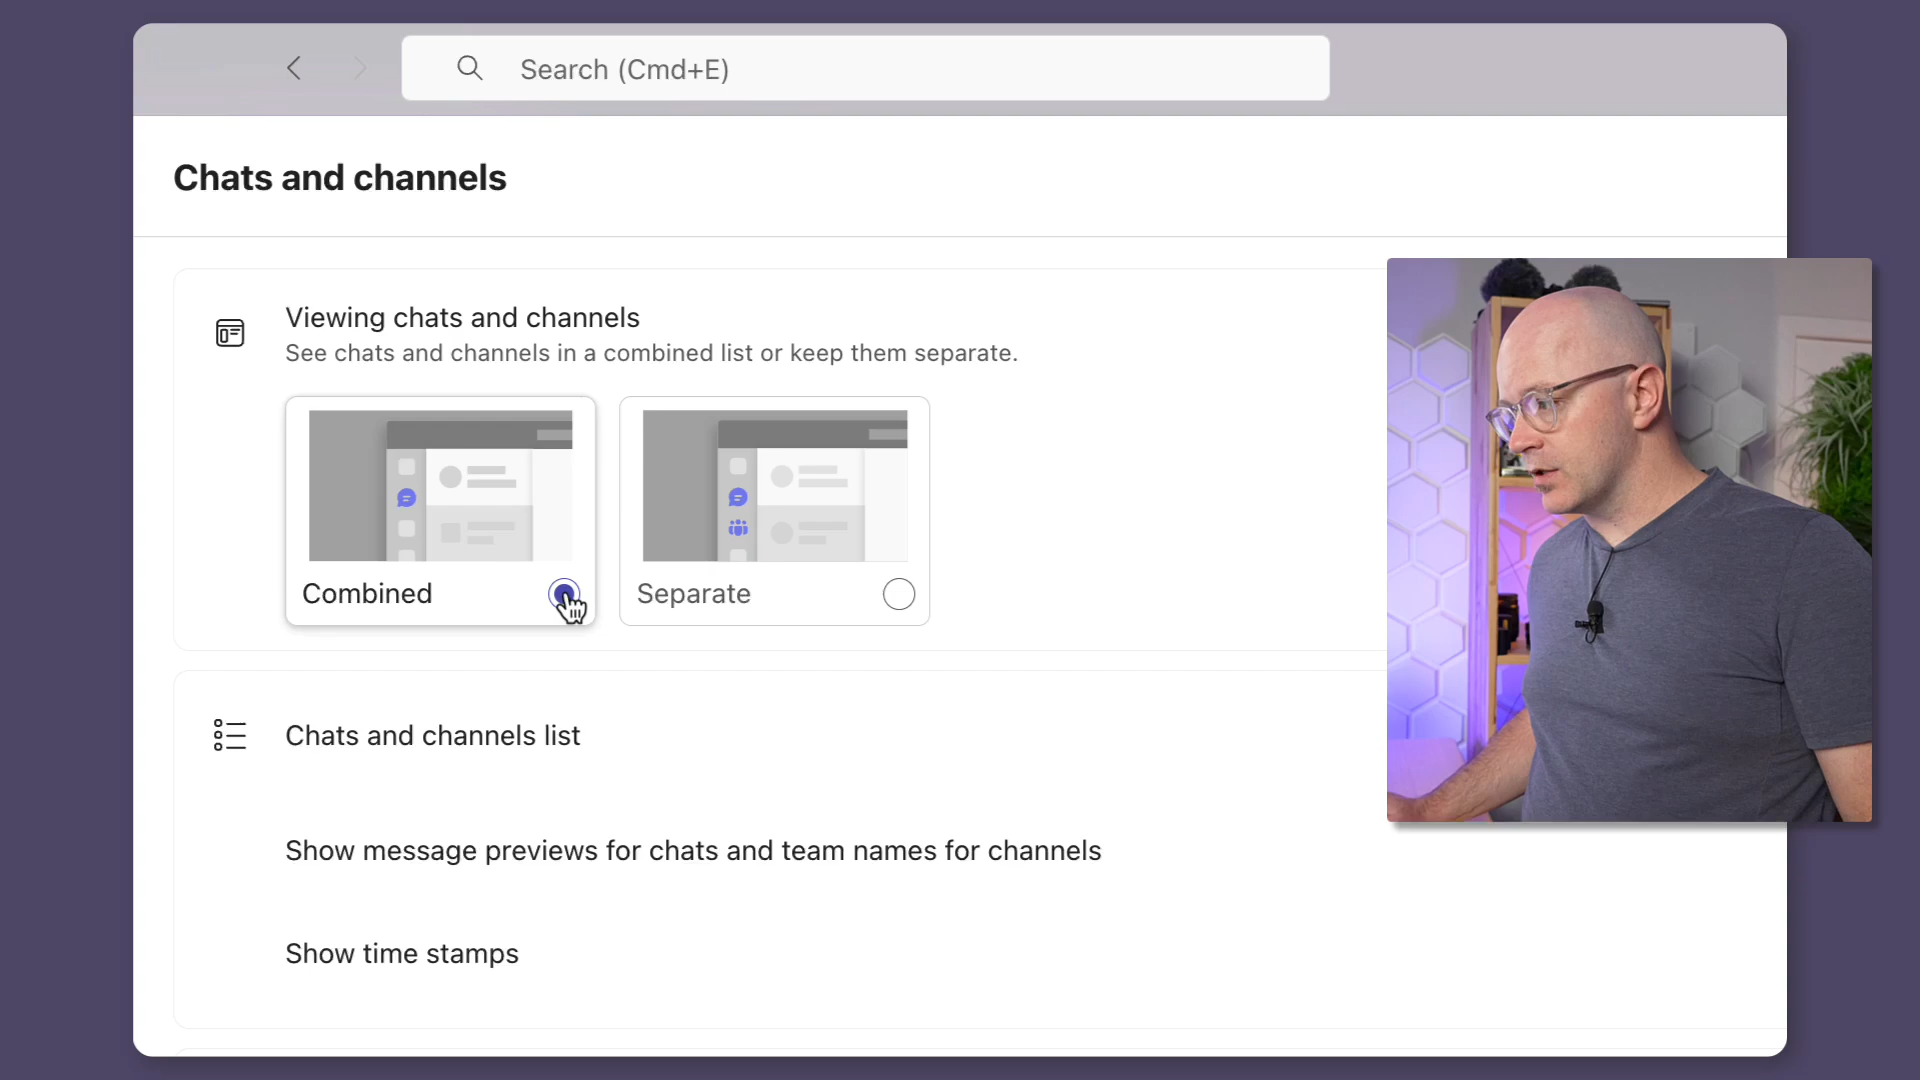 Search (Cmd+E)
Chats and channels
Viewing chats and channels
See chats and channels in a combined list or keep them separate.
Combined
Separate
Chats and channels list
Show message previews for chats and team names for channels
Show time stamps